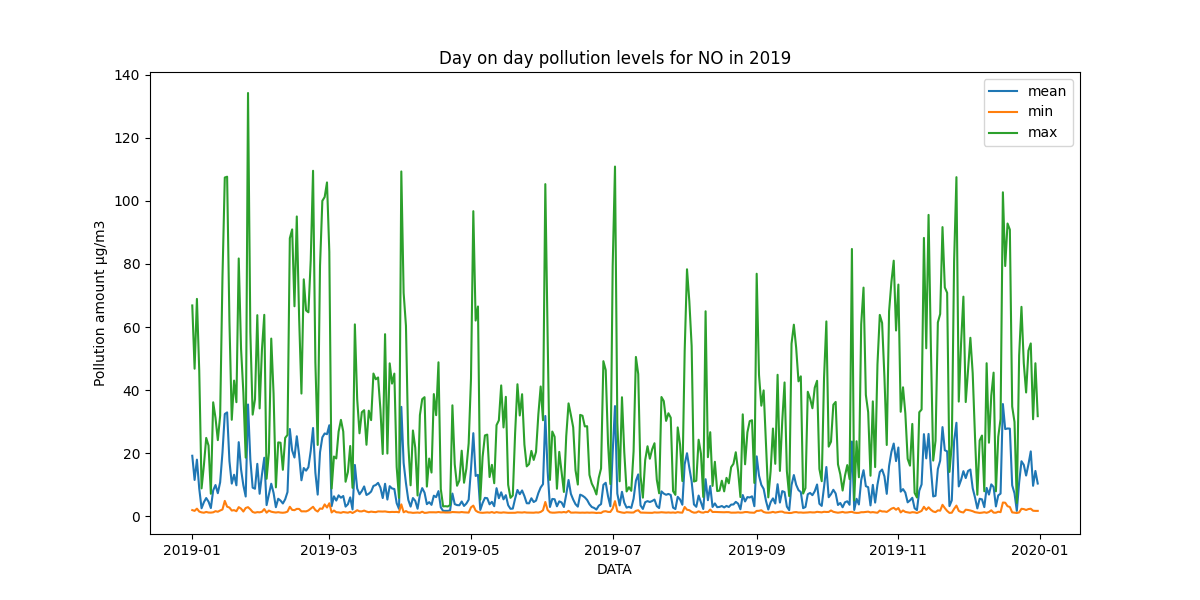 Day on day pollution levels for NO in 2019
mean
min
max
Pollution amount µg/m3
140
120
100
80
60
40
20
0
2019-01
2019-03
2019-05
2019-07
2019-09
2019-11
2020-01
DATA